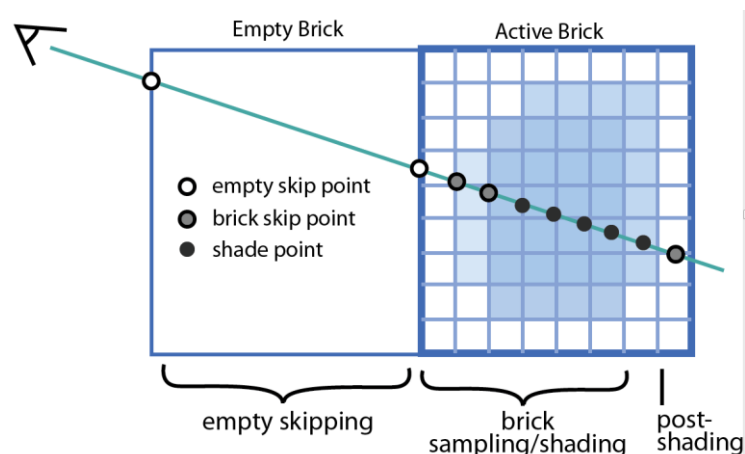 Empty Brick
Active Brick
empty skip point
brick skip point
shade point
empty skipping
brick
sampling/shading
post-
shading